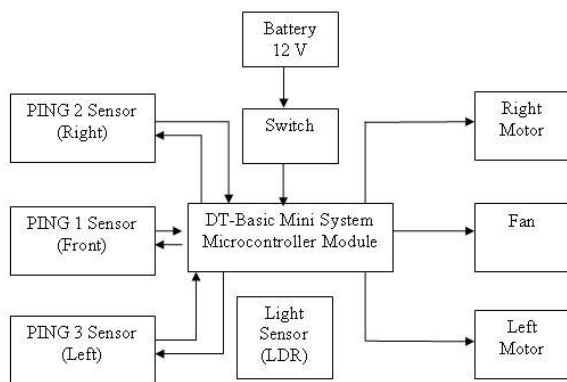 Battery
12 V
PING 2 Sensor
(Right)
Switch
Right
Motor
PING 1 Sensor
(Front)
DT-Basic Mini System
Microcontroller Module
Fan
PING 3 Sensor
(Left)
Light
Sensor
(LDR)
Left
Motor